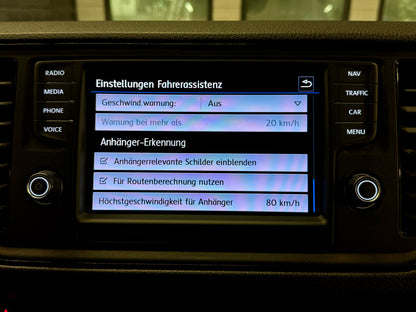 RADIO
MEDIA
PHONE
VOICE
Einstellungen Fahrerassistenz
Geschwind.warnung: Aus
Warnung bei mehr als 20 km/h
Anhänger-Erkennung
Anhängerrelevante Schilder einblenden
Für Routenberechnung nutzen
Höchstgeschwindigkeit für Anhänger 80 km/h
NAV
TRAFFIC
CAR
MENU